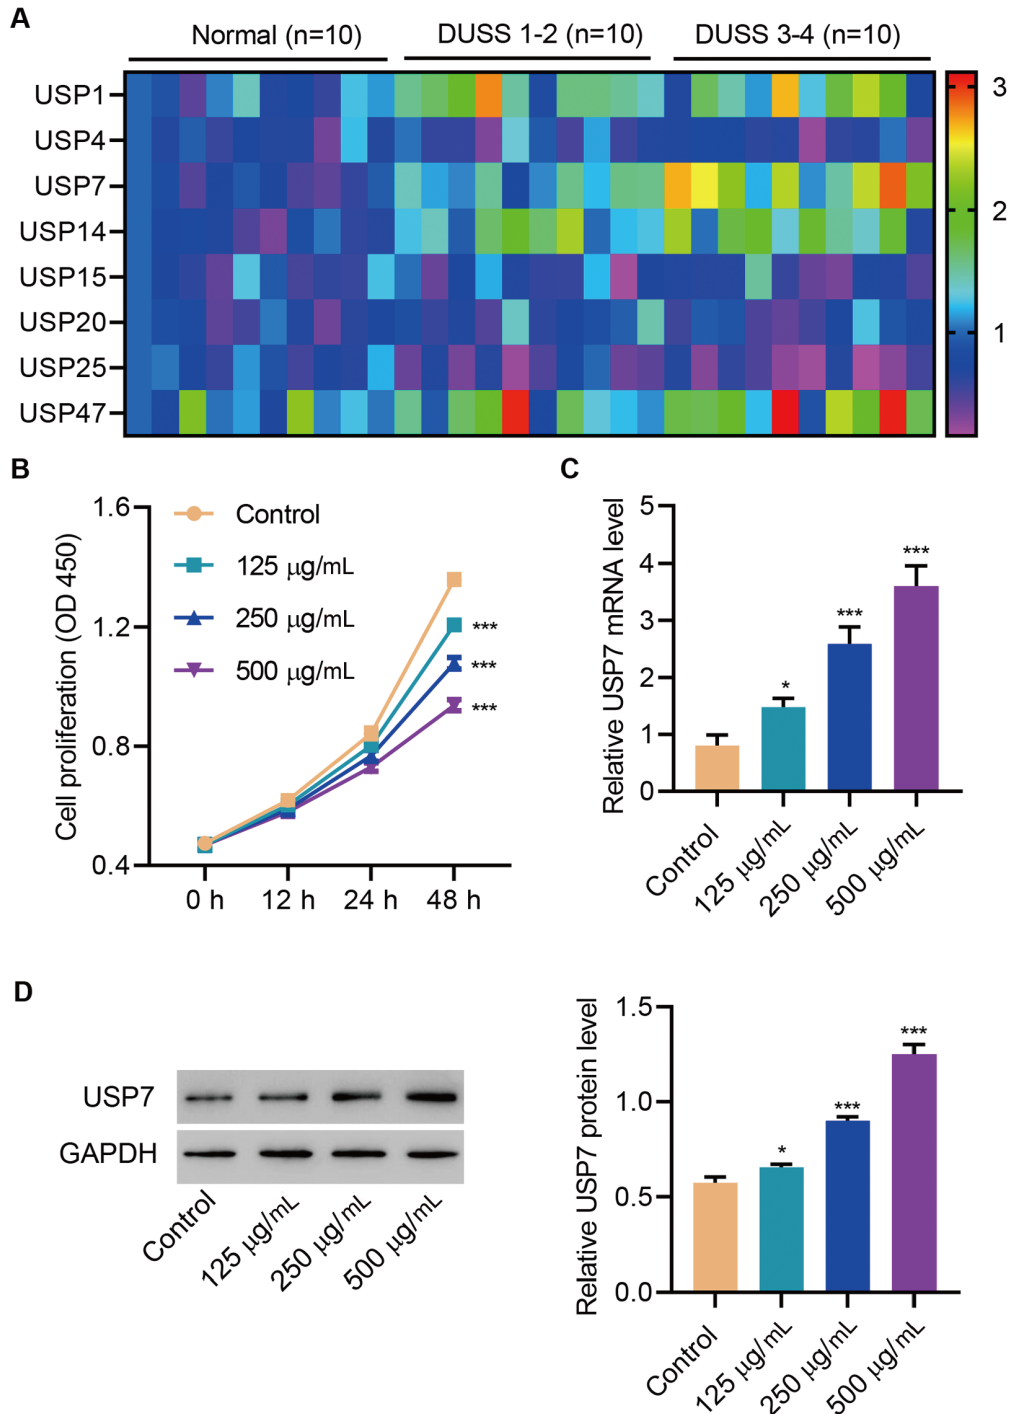 A
Normal (n=10) DUSS 1-2 (n=10) DUSS 3-4 (n=10)
USP1
USP4
USP7
USP14
USP15
USP20
USP25
USP47
3
2
1
B
Cell proliferation (OD 450)
1.6
1.2
0.8
0.4
Control
125 μg/mL
250 μg/mL
500 μg/mL
***
***
***
0 h 12 h 24 h 48 h
C
Relative USP7 mRNA level
5
4
3
2
1
0
*
***
***
Control
125 μg/mL
250 μg/mL
500 μg/mL
D
USP7
GAPDH
Control
125 μg/mL
250 μg/mL
500 μg/mL
Relative USP7 protein level
1.5
1.0
0.5
0.0
*
***
***
Control
125 μg/mL
250 μg/mL
500 μg/mL